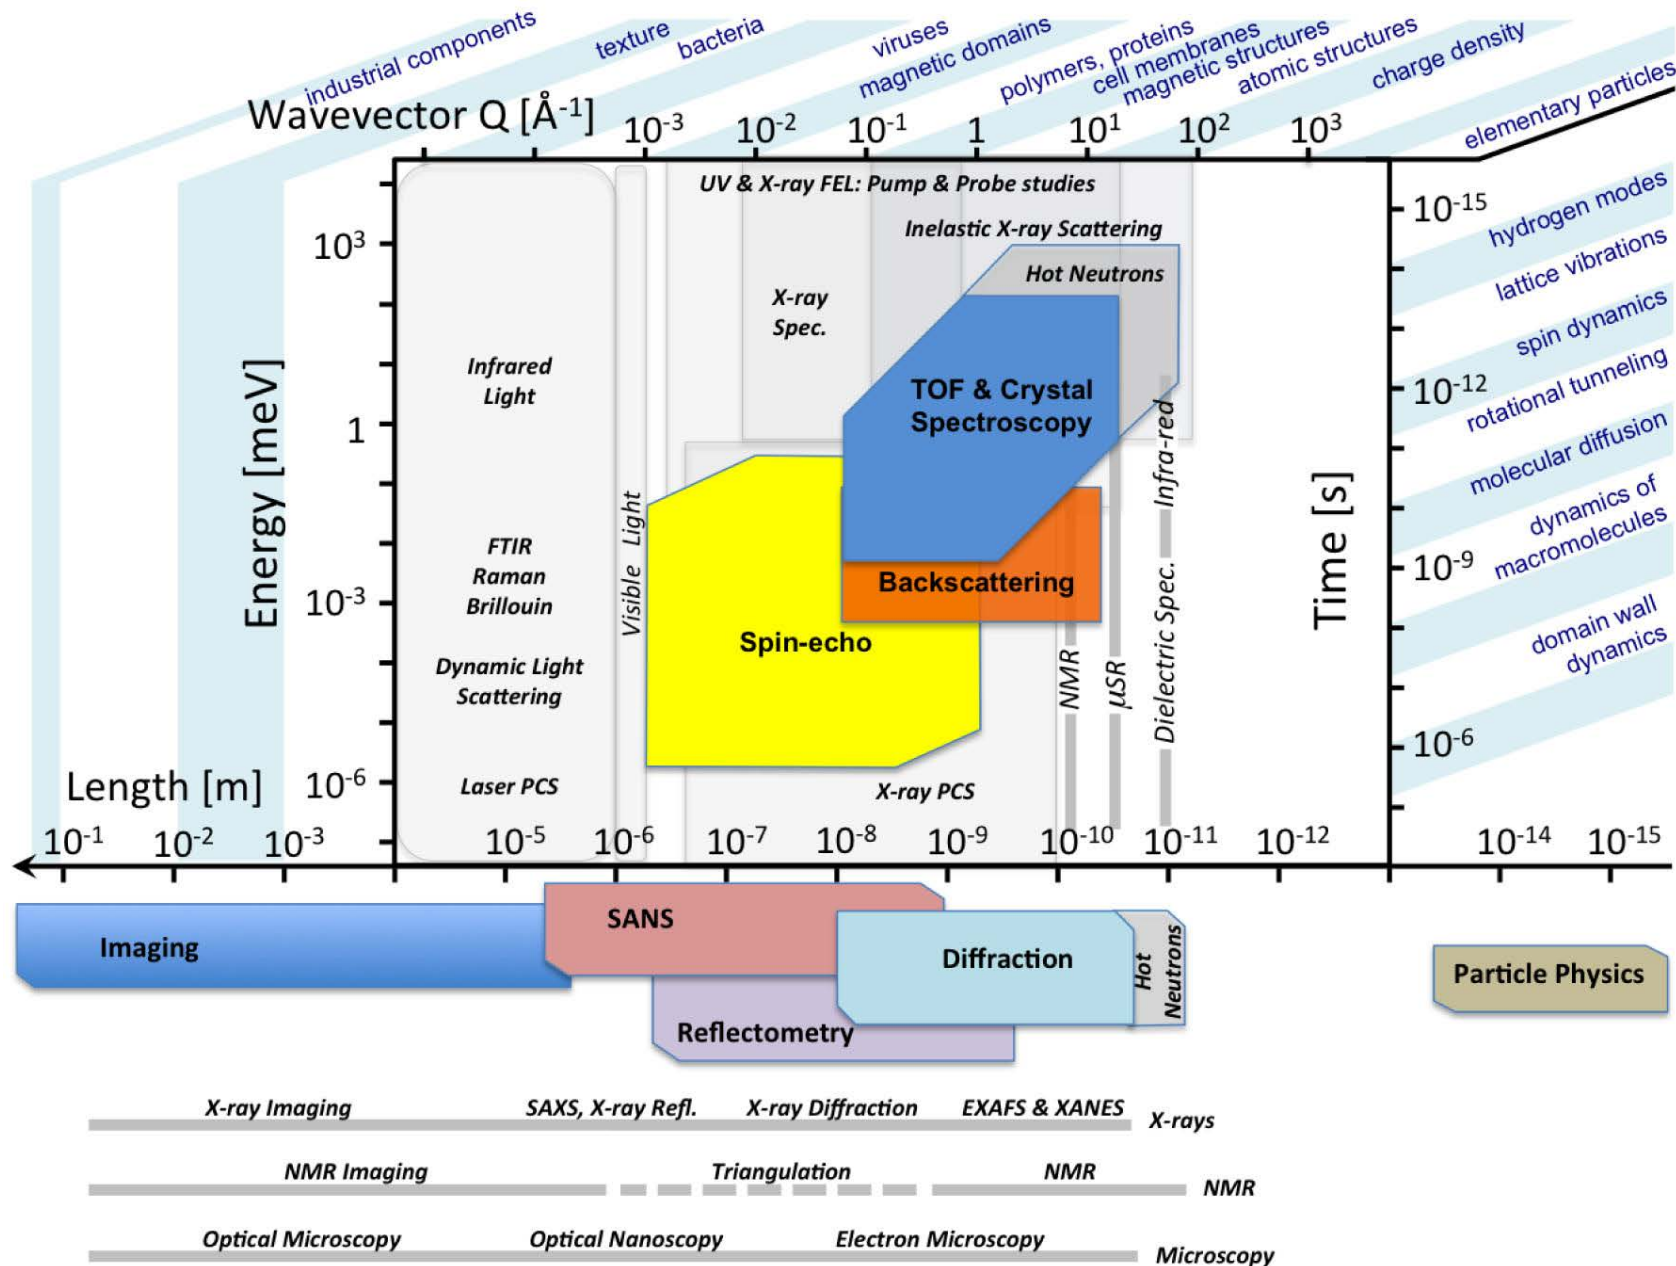 industrial components
texture
bacteria
viruses
magnetic domains
polymers, proteins
cell membranes
magnetic structures
atomic structures
charge density
elementary particles
Wavevector Q [Å-1]
10-3 10-2 10-1 1 101 102 103
UV & X-ray FEL: Pump & Probe studies
Inelastic X-ray Scattering
Hot Neutrons
X-ray
Spec.
Infrared
Light
TOF & Crystal
Spectroscopy
FTIR
Raman
Brillouin
Visible Light
Backscattering
Spin-echo
Dynamic Light
Scattering
Laser PCS
X-ray PCS
NMR
μSR
Dielectric Spec.
Infra-red
Energy [meV]
103
1
10-3
10-6
Time [s]
10-15
10-12
10-9
10-6
hydrogen modes
lattice vibrations
spin dynamics
rotational tunneling
molecular diffusion
dynamics of
macromolecules
domain wall
dynamics
Length [m]
10-1 10-2 10-3 10-5 10-6 10-7 10-8 10-9 10-10 10-11 10-12 10-14 10-15
Imaging
SANS
Reflectometry
Diffraction
Hot
Neutrons
Particle Physics
X-ray Imaging SAXS, X-ray Refl. X-ray Diffraction EXAFS & XANES X-rays
NMR Imaging Triangulation NMR NMR
Optical Microscopy Optical Nanoscopy Electron Microscopy Microscopy